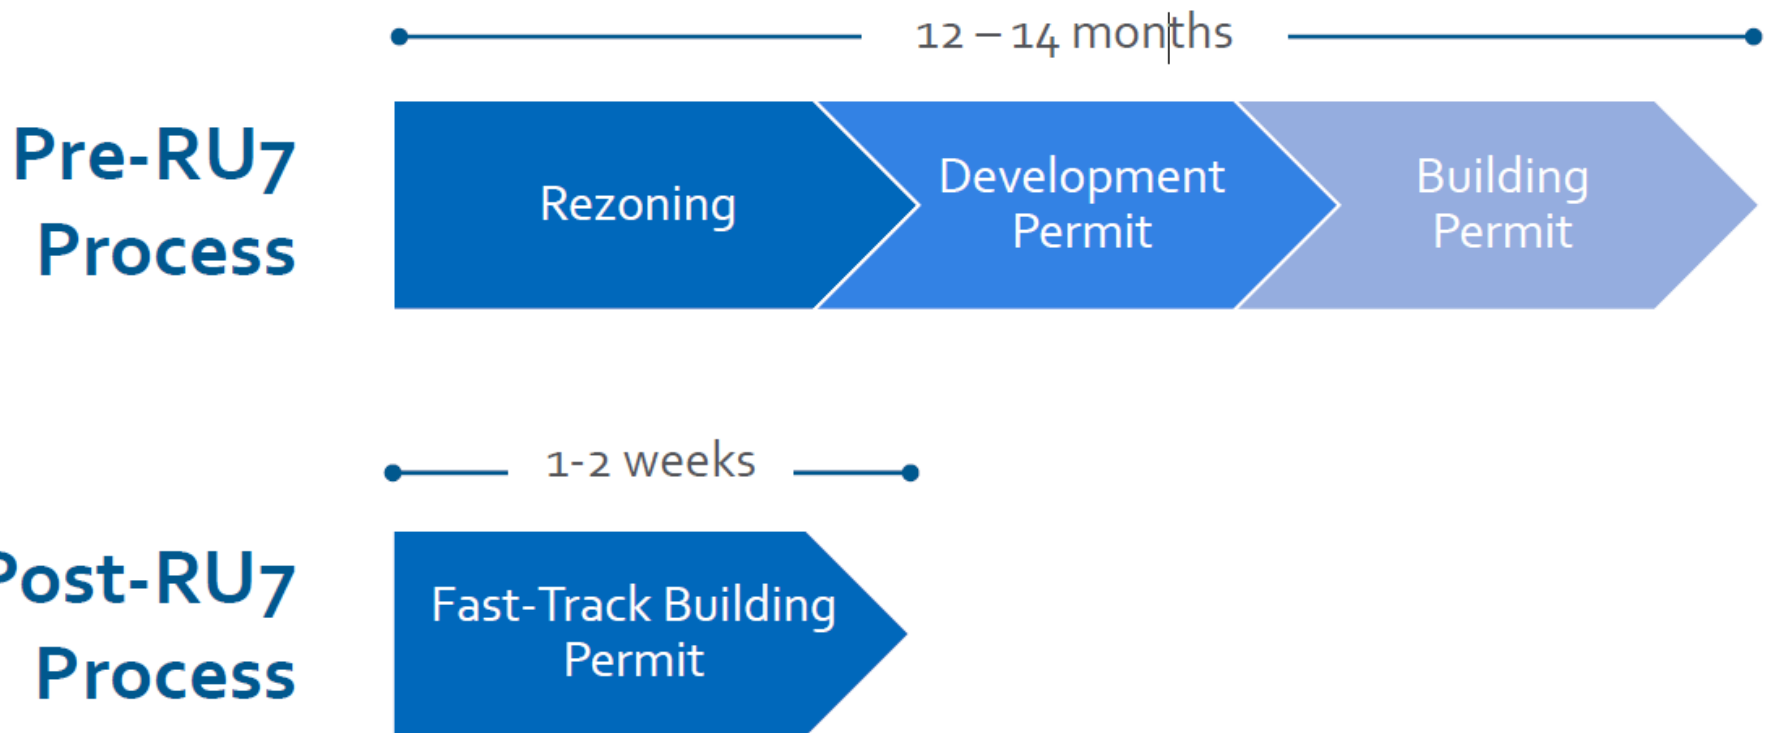 12 – 14 months
Pre-RU7
Process
Rezoning
Development
Permit
Building
Permit
1-2 weeks
Post-RU7
Process
Fast-Track Building
Permit